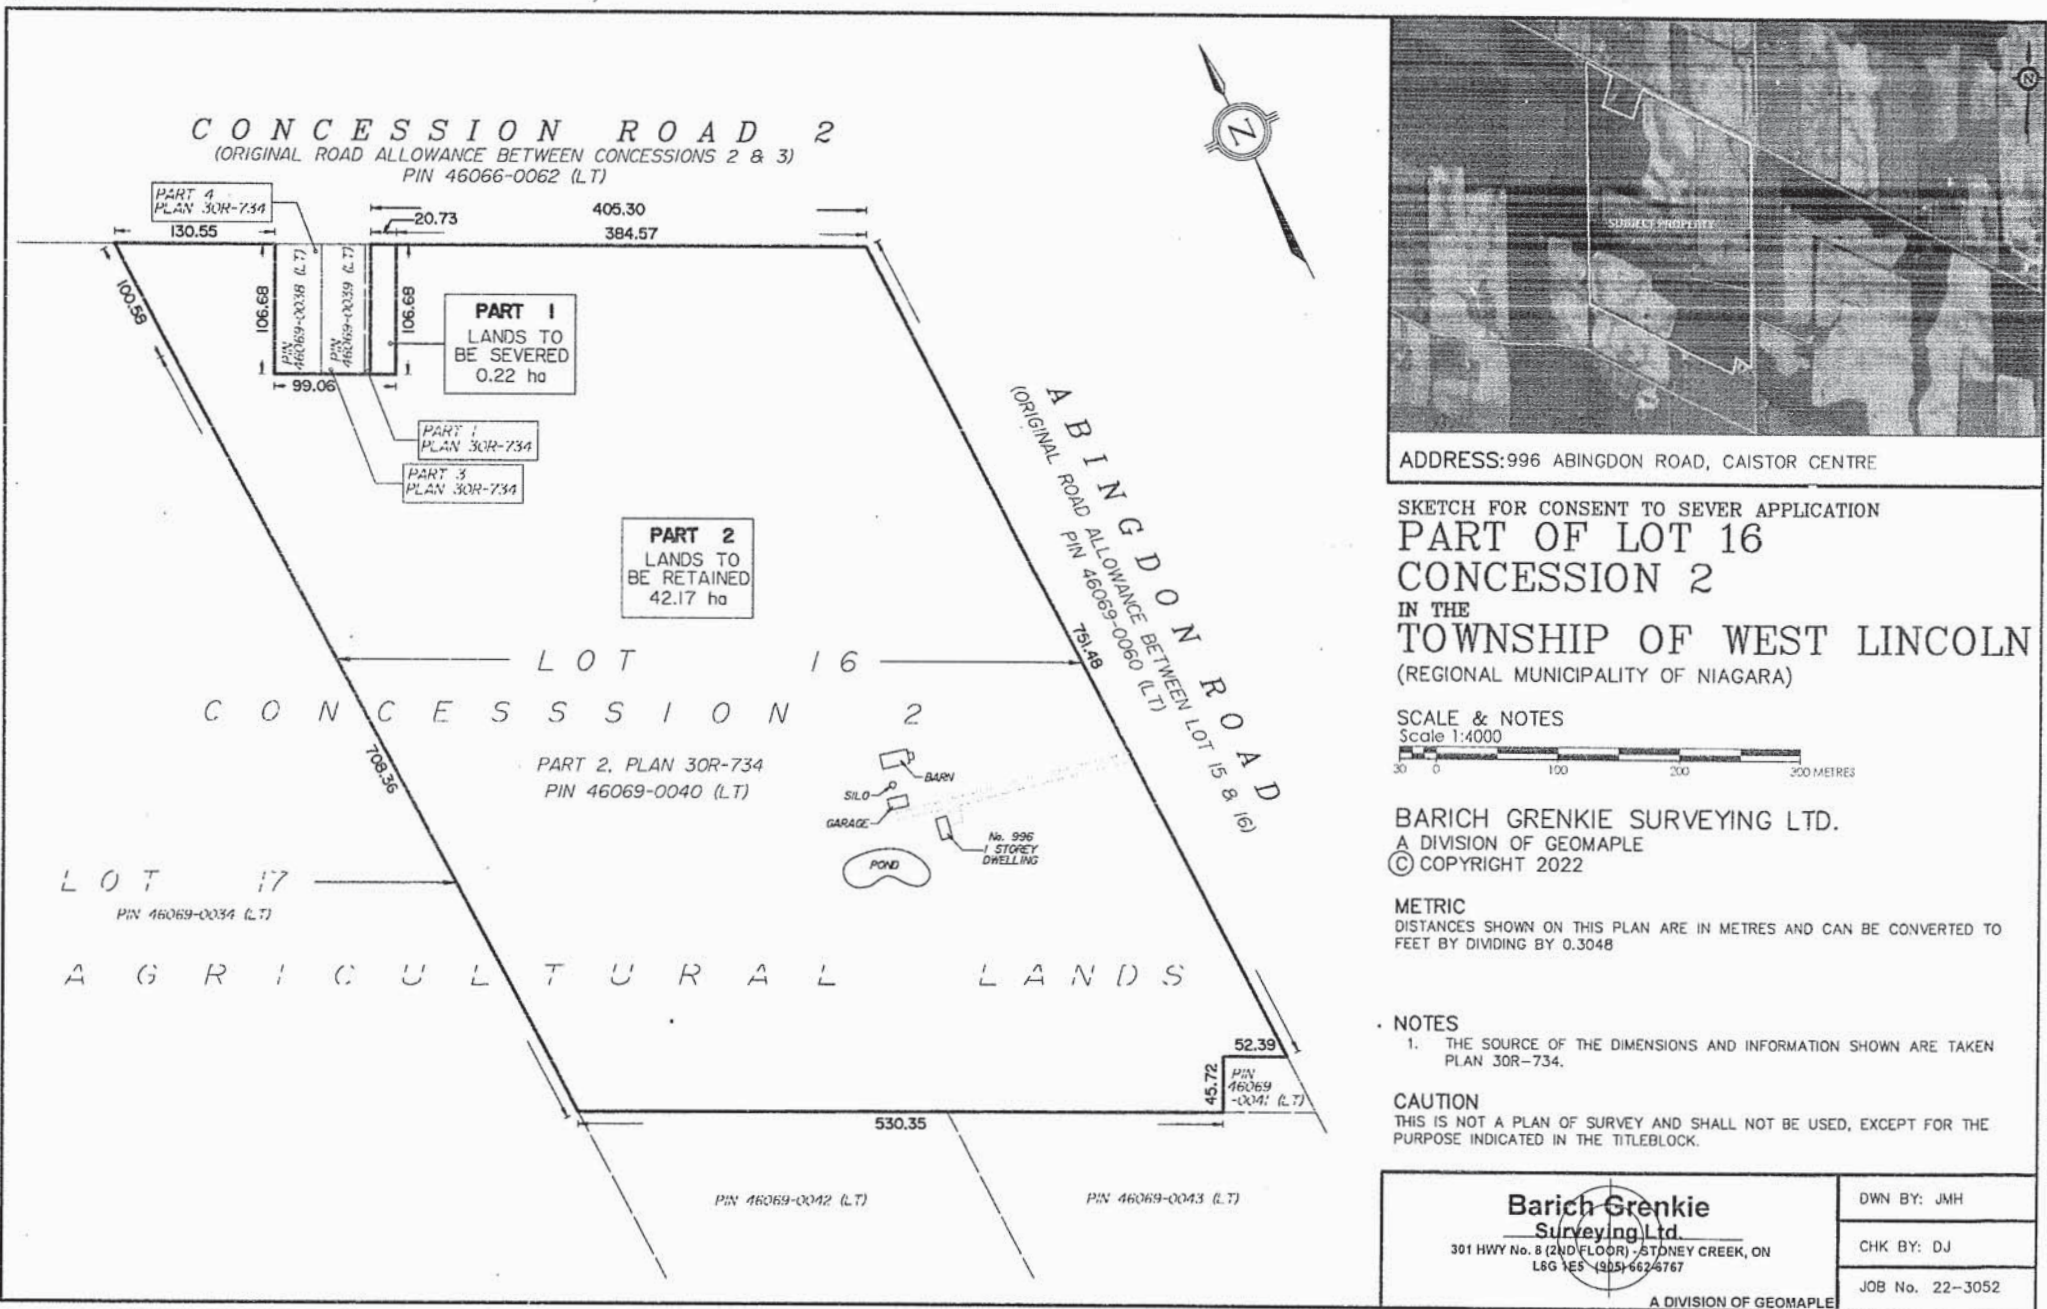 CONCESSION ROAD 2
(ORIGINAL ROAD ALLOWANCE BETWEEN CONCESSIONS 2 & 3)
PIN 46066-0062 (LT)
PART 4
PLAN 30R-734
130.55
20.73
405.30
384.57
100.58
106.68
PIN
46069-0038 (LT)
PIN
46069-0039 (LT)
106.68
99.06
PART 1
LANDS TO
BE SEVERED
0.22 ha
PART 1
PLAN 30R-734
PART 3
PLAN 30R-734
N
ABINGDON ROAD
(ORIGINAL ROAD ALLOWANCE BETWEEN LOT 15 & 16)
PIN 46069-0060 (LT)
751.48
PART 2
LANDS TO
BE RETAINED
42.17 ha
LOT 16
CONCESSSION 2
708.36
PART 2, PLAN 30R-734
PIN 46069-0040 (LT)
BARN
SILO
GARAGE
No. 996
1 STOREY
DWELLING
POND
LOT 17
PIN 46069-0034 (LT)
AGRICULTURAL LANDS
52.39
45.72
PIN
46069
-0041 (LT)
530.35
PIN 46069-0042 (LT)
PIN 46069-0043 (LT)
N
SUBJECT PROPERTY
ADDRESS: 996 ABINGDON ROAD, CAISTOR CENTRE
SKETCH FOR CONSENT TO SEVER APPLICATION
PART OF LOT 16
CONCESSION 2
IN THE
TOWNSHIP OF WEST LINCOLN
(REGIONAL MUNICIPALITY OF NIAGARA)
SCALE & NOTES
Scale 1:4000
30 0 100 200 300 METRES
BARICH GRENKIE SURVEYING LTD.
A DIVISION OF GEOMAPLE
© COPYRIGHT 2022
METRIC
DISTANCES SHOWN ON THIS PLAN ARE IN METRES AND CAN BE CONVERTED TO
FEET BY DIVIDING BY 0.3048
NOTES
1. THE SOURCE OF THE DIMENSIONS AND INFORMATION SHOWN ARE TAKEN
PLAN 30R-734.
CAUTION
THIS IS NOT A PLAN OF SURVEY AND SHALL NOT BE USED, EXCEPT FOR THE
PURPOSE INDICATED IN THE TITLEBLOCK.
Barich Grenkie
Surveying Ltd.
301 HWY No. 8 (2ND FLOOR) - STONEY CREEK, ON
L8G 1E5 (905) 662-6767
A DIVISION OF GEOMAPLE
DWN BY: JMH
CHK BY: DJ
JOB No. 22-3052